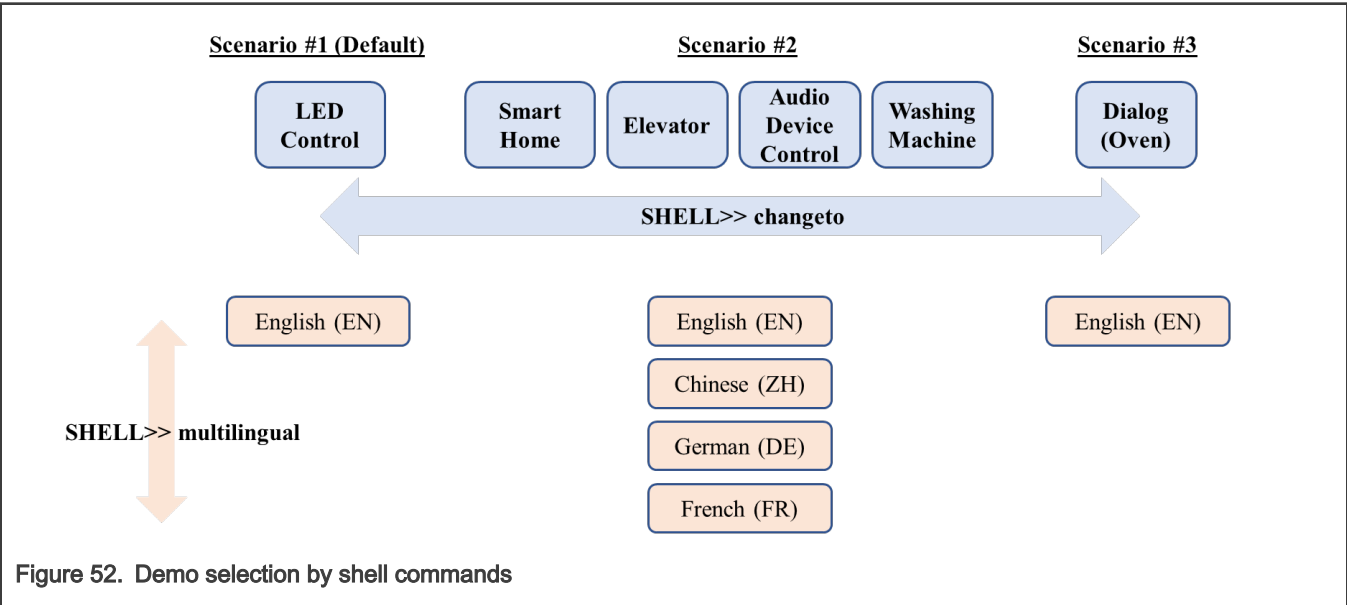 Scenario #1 (Default)
Scenario #2
Scenario #3
LED
Control
Smart
Home
Elevator
Audio
Device
Control
Washing
Machine
Dialog
(Oven)
SHELL>> changeto
English (EN)
English (EN)
English (EN)
Chinese (ZH)
SHELL>> multilingual
German (DE)
French (FR)
Figure 52. Demo selection by shell commands